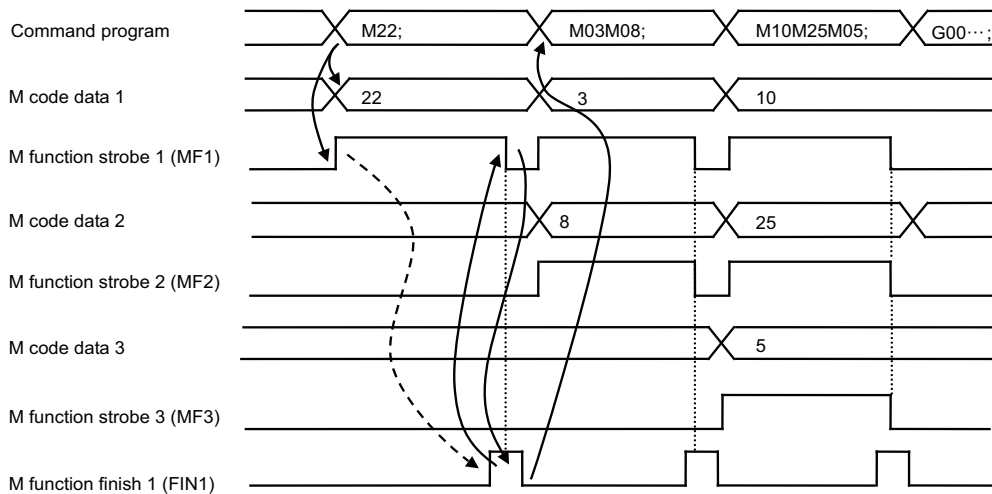 Command program M22; M03M08; M10M25M05; G00···;
M code data 1 22 3 10
M function strobe 1 (MF1)
M code data 2 8 25
M function strobe 2 (MF2)
M code data 3 5
M function strobe 3 (MF3)
M function finish 1 (FIN1)